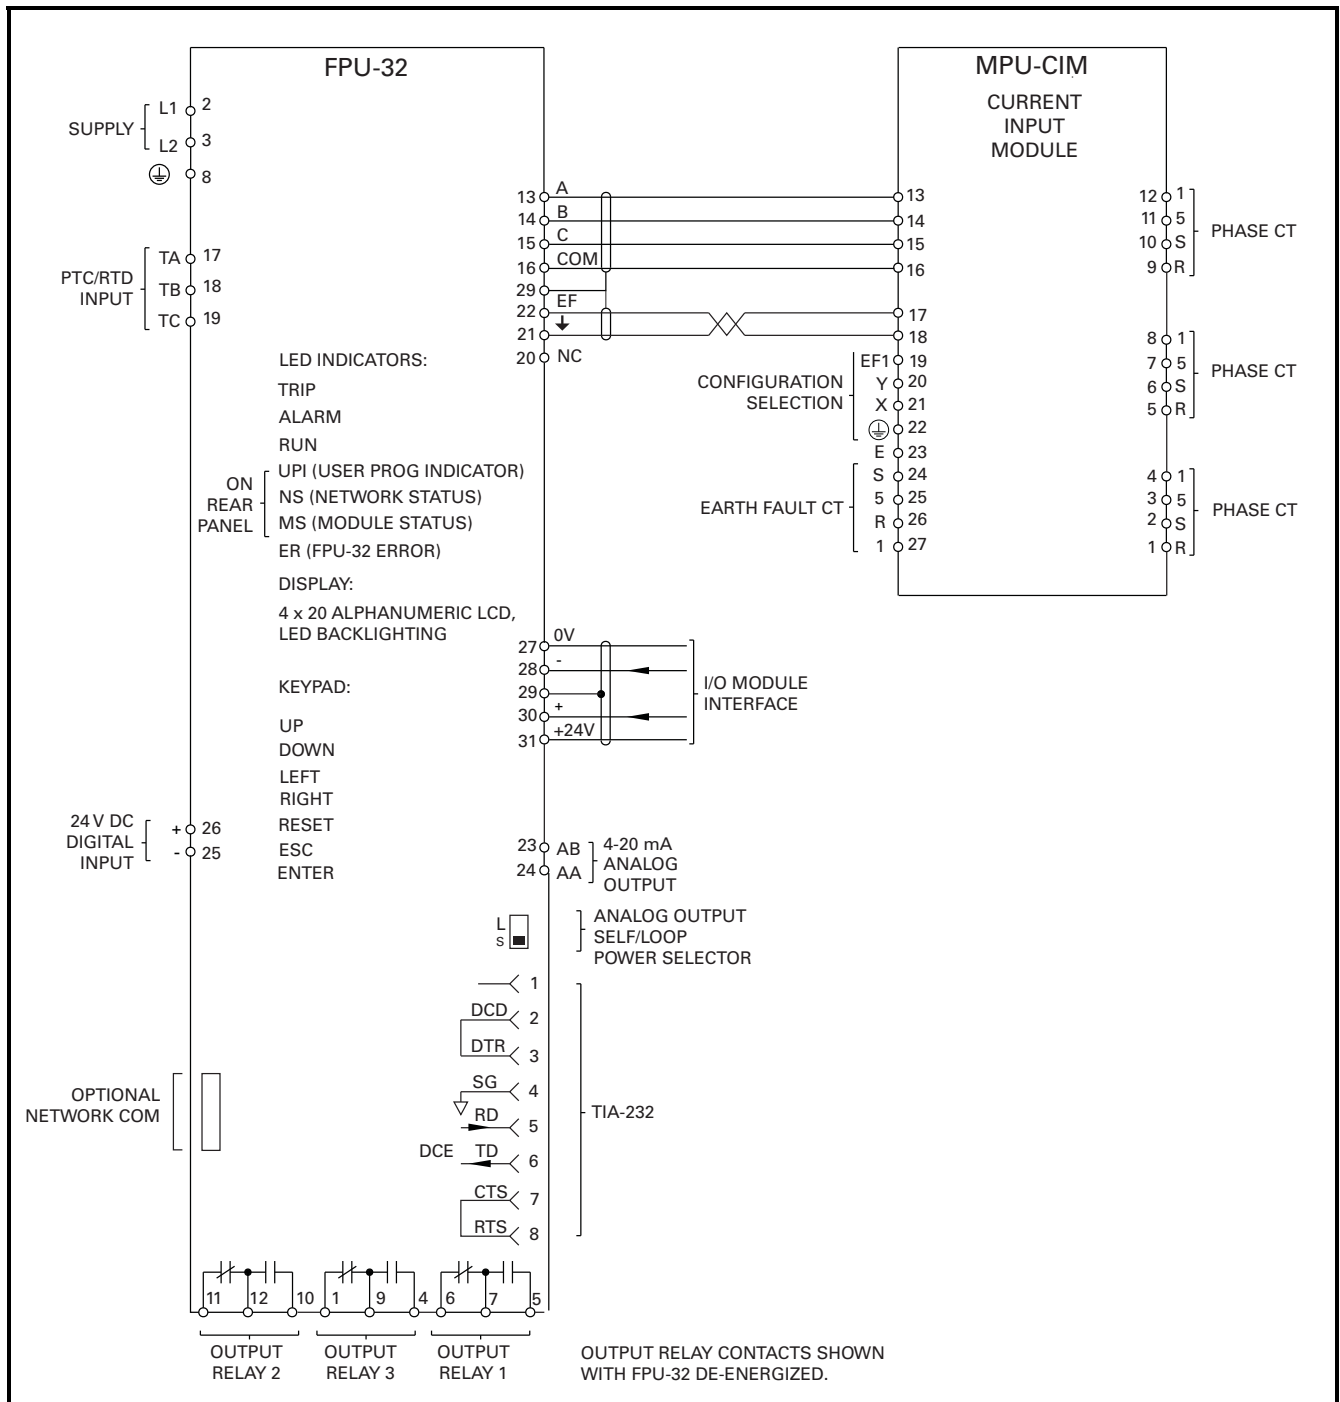 FPU-32
SUPPLY
L1
2
L2
3
8
PTC/RTD
INPUT
TA
17
TB
18
TC
19
LED INDICATORS:
TRIP
ALARM
RUN
ON
REAR
PANEL
UPI (USER PROG INDICATOR)
NS (NETWORK STATUS)
MS (MODULE STATUS)
ER (FPU-32 ERROR)
DISPLAY:
4 x 20 ALPHANUMERIC LCD,
LED BACKLIGHTING
KEYPAD:
UP
DOWN
LEFT
RIGHT
RESET
ESC
ENTER
24 V DC
DIGITAL
INPUT
+ 26
- 25
OPTIONAL
NETWORK COM
13 A
14 B
15 C
16 COM
29
22 EF
21
20 NC
27 0V
28 -
29
30 +
31 +24V
I/O MODULE
INTERFACE
23 AB
24 AA
4-20 mA
ANALOG
OUTPUT
L
S
ANALOG OUTPUT
SELF/LOOP
POWER SELECTOR
1
DCD 2
DTR 3
SG 4
RD 5
DCE TD 6
CTS 7
RTS 8
TIA-232
11 12 10 1 9 4 6 7 5
OUTPUT
RELAY 2
OUTPUT
RELAY 3
OUTPUT
RELAY 1
OUTPUT RELAY CONTACTS SHOWN
WITH FPU-32 DE-ENERGIZED.
MPU-CIM
CURRENT
INPUT
MODULE
13
14
15
16
17
18
CONFIGURATION
SELECTION
EF1 19
Y 20
X 21
22
E 23
EARTH FAULT CT
S 24
5 25
R 26
1 27
12 1
11 5
10 S
9 R
PHASE CT
8 1
7 5
6 S
5 R
PHASE CT
4 1
3 5
2 S
1 R
PHASE CT